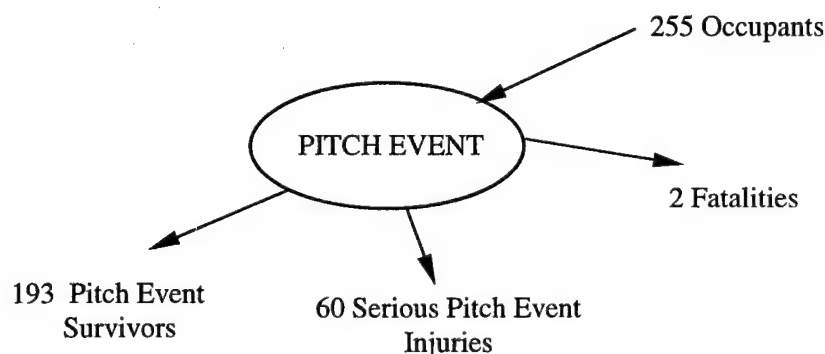 255 Occupants
PITCH EVENT
2 Fatalities
193 Pitch Event
Survivors
60 Serious Pitch Event
Injuries